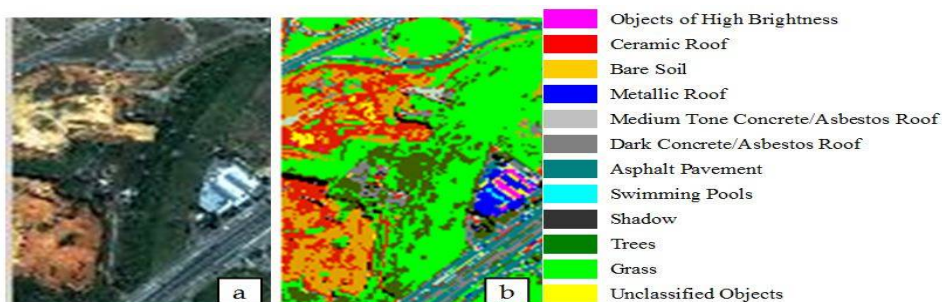 a
b
Objects of High Brightness
Ceramic Roof
Bare Soil
Metallic Roof
Medium Tone Concrete/Asbestos Roof
Dark Concrete/Asbestos Roof
Asphalt Pavement
Swimming Pools
Shadow
Trees
Grass
Unclassified Objects